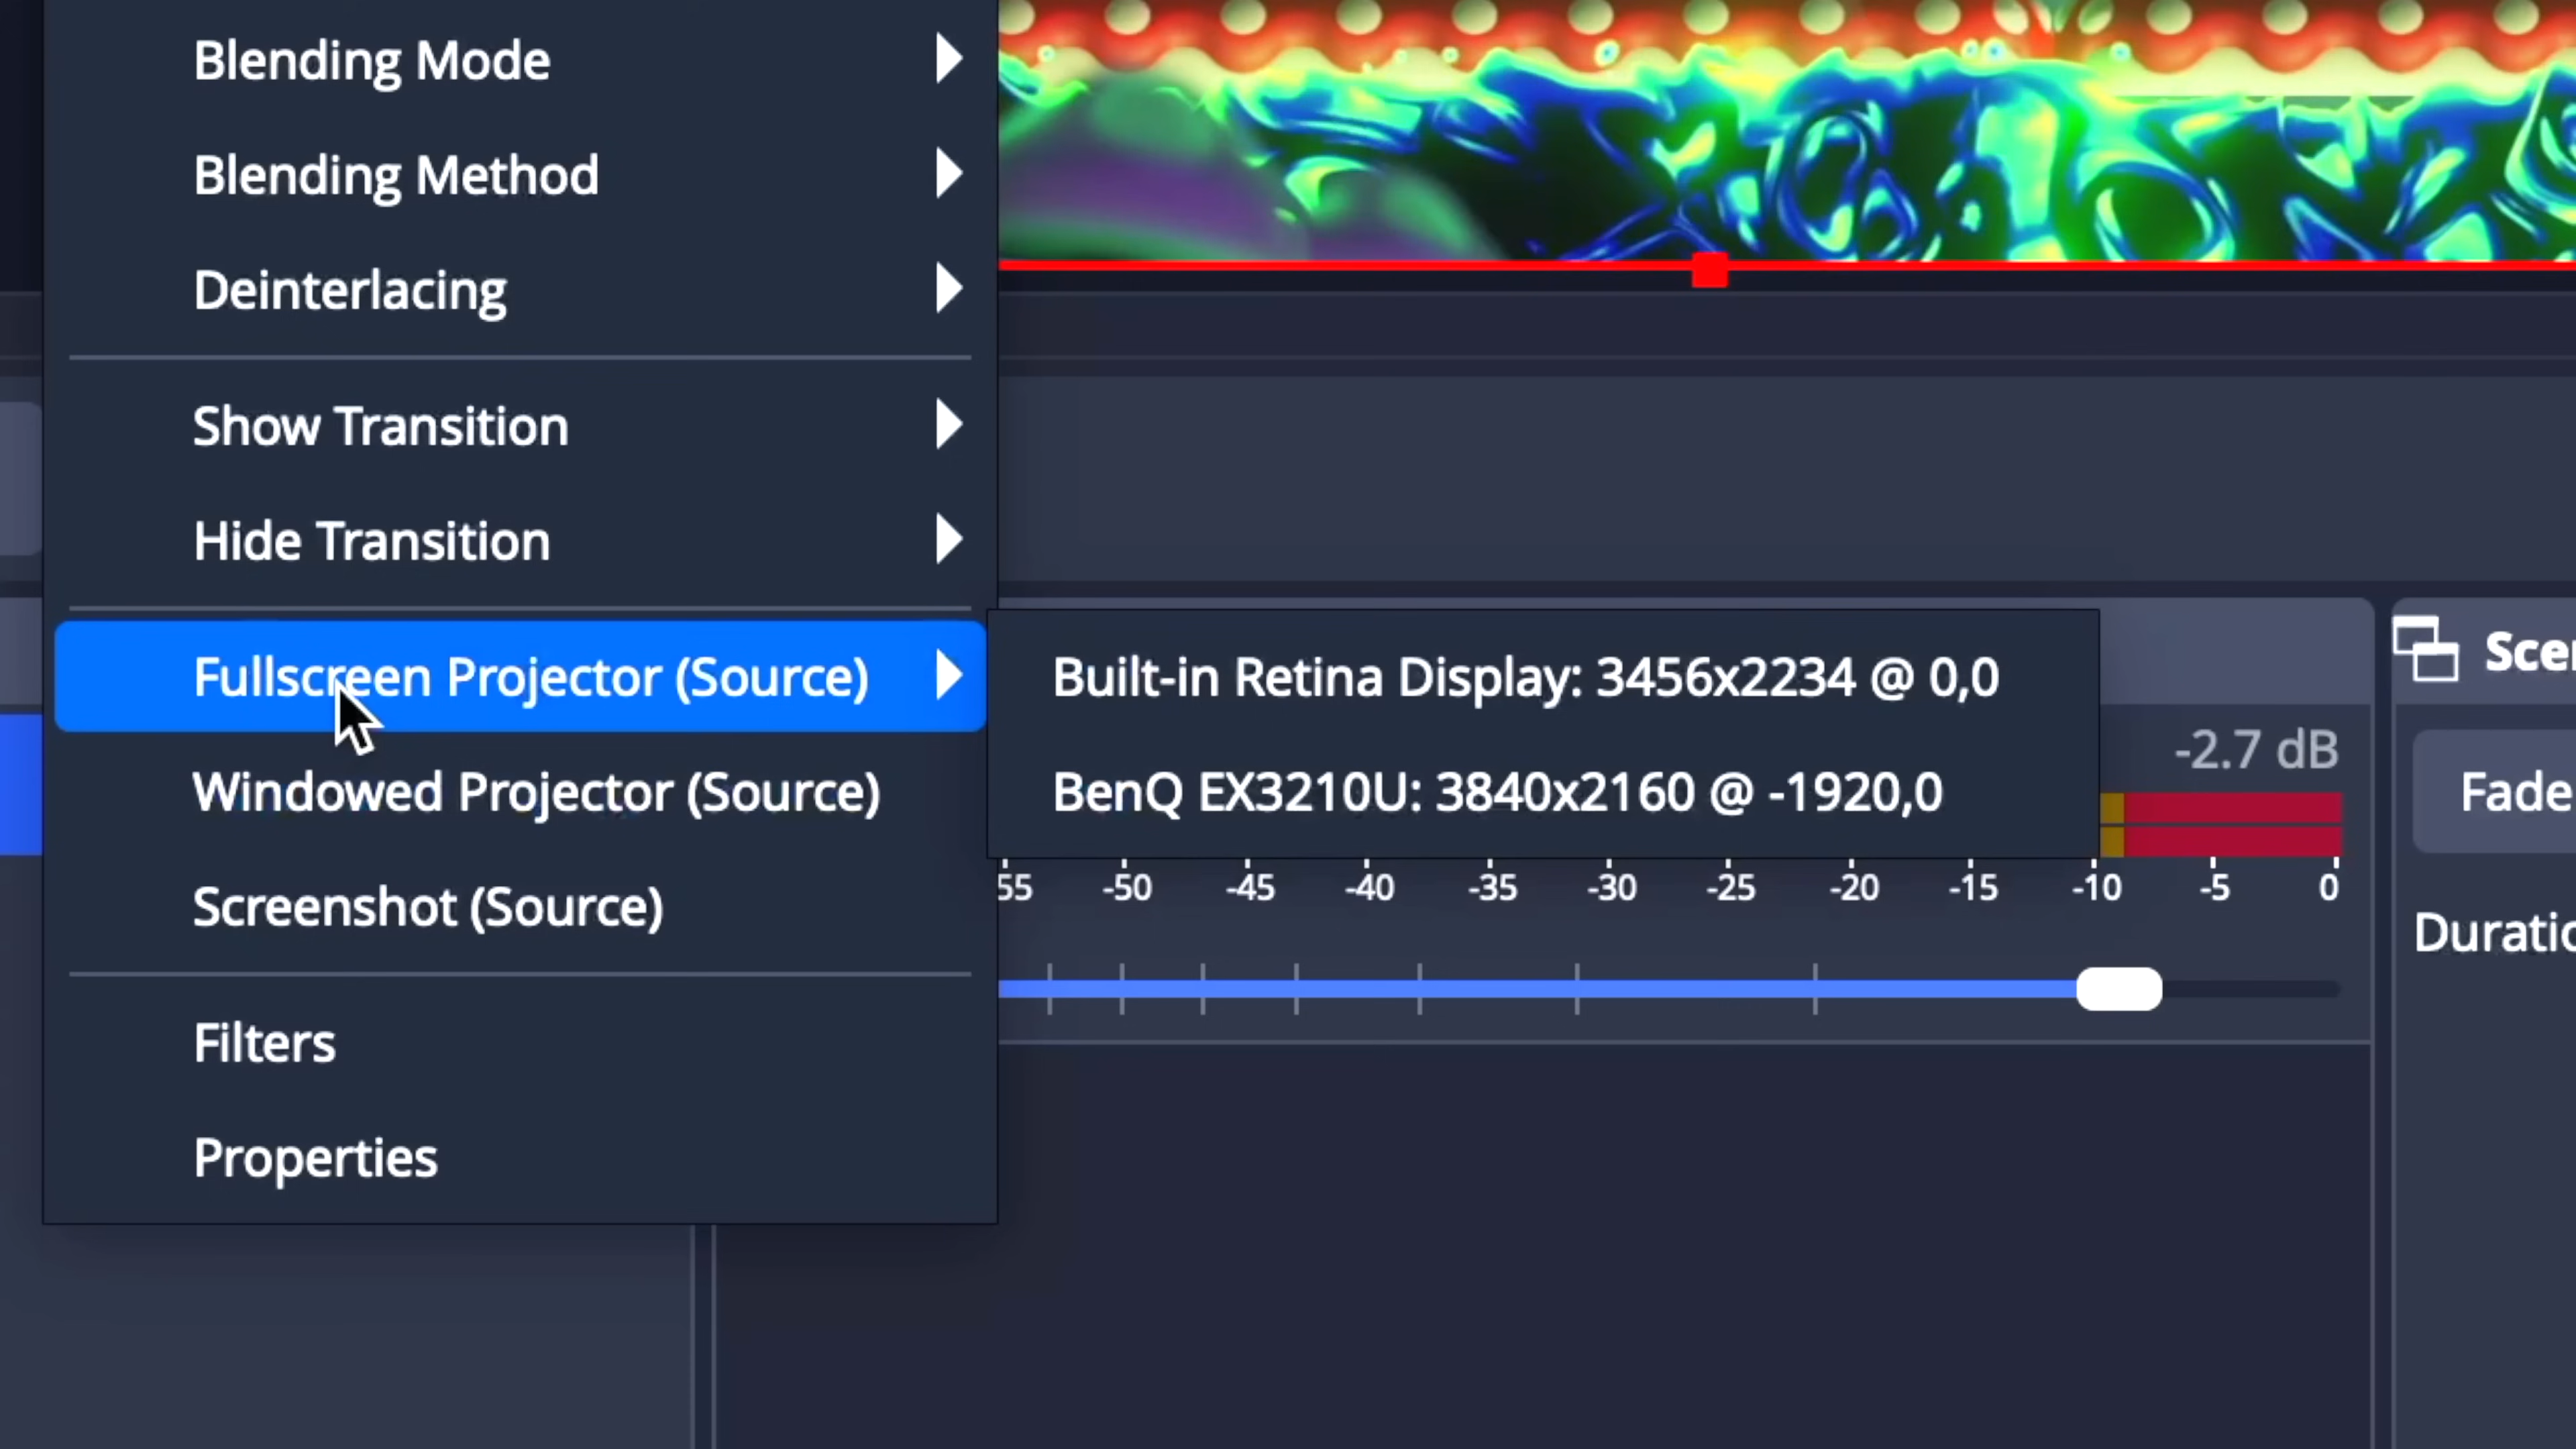 Blending Mode
Blending Method
Deinterlacing
Show Transition
Hide Transition
Fullscreen Projector (Source)
Built-in Retina Display: 3456x2234 @ 0,0
BenQ EX3210U: 3840x2160 @ -1920,0
Windowed Projector (Source)
Screenshot (Source)
Filters
Properties
-2.7 dB
55 -50 -45 -40 -35 -30 -25 -20 -15 -10 -5 0
Scen
Fade
Duratio